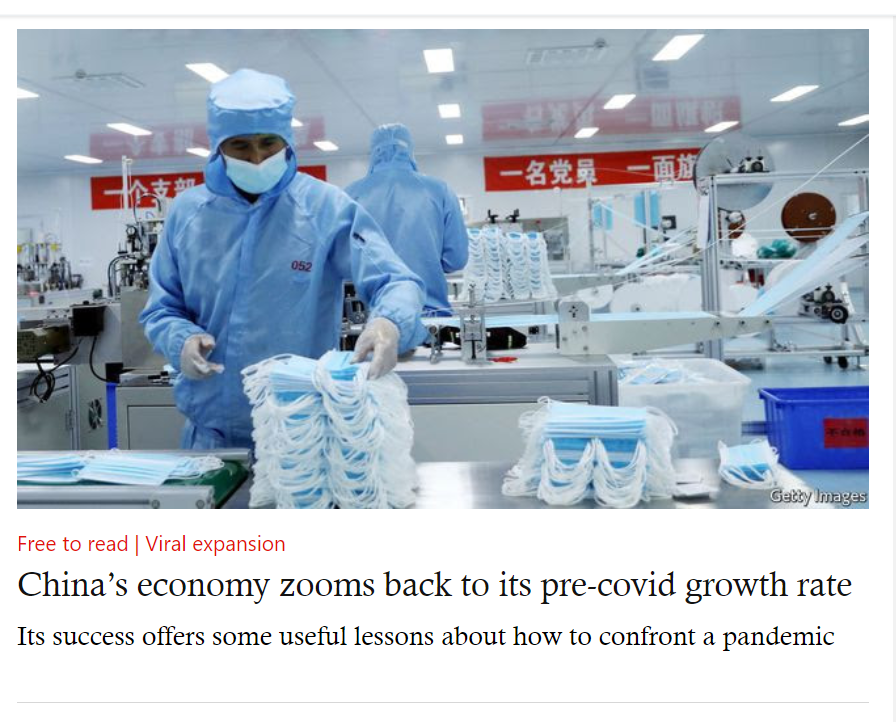 一个支部
一名党员 一面旗
052
不合格
Getty Images
Free to read | Viral expansion
China’s economy zooms back to its pre-covid growth rate
Its success offers some useful lessons about how to confront a pandemic